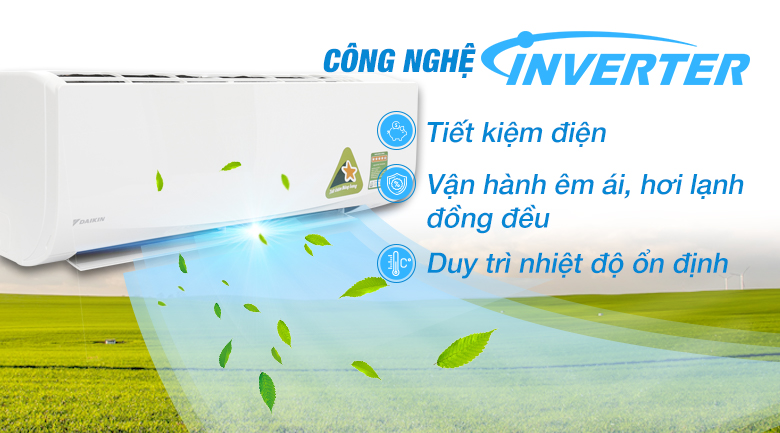 CÔNG NGHỆ INVERTER
Tiết kiệm điện
Vận hành êm ái, hơi lạnh
đồng đều
C°
Duy trì nhiệt độ ổn định
DAIKIN